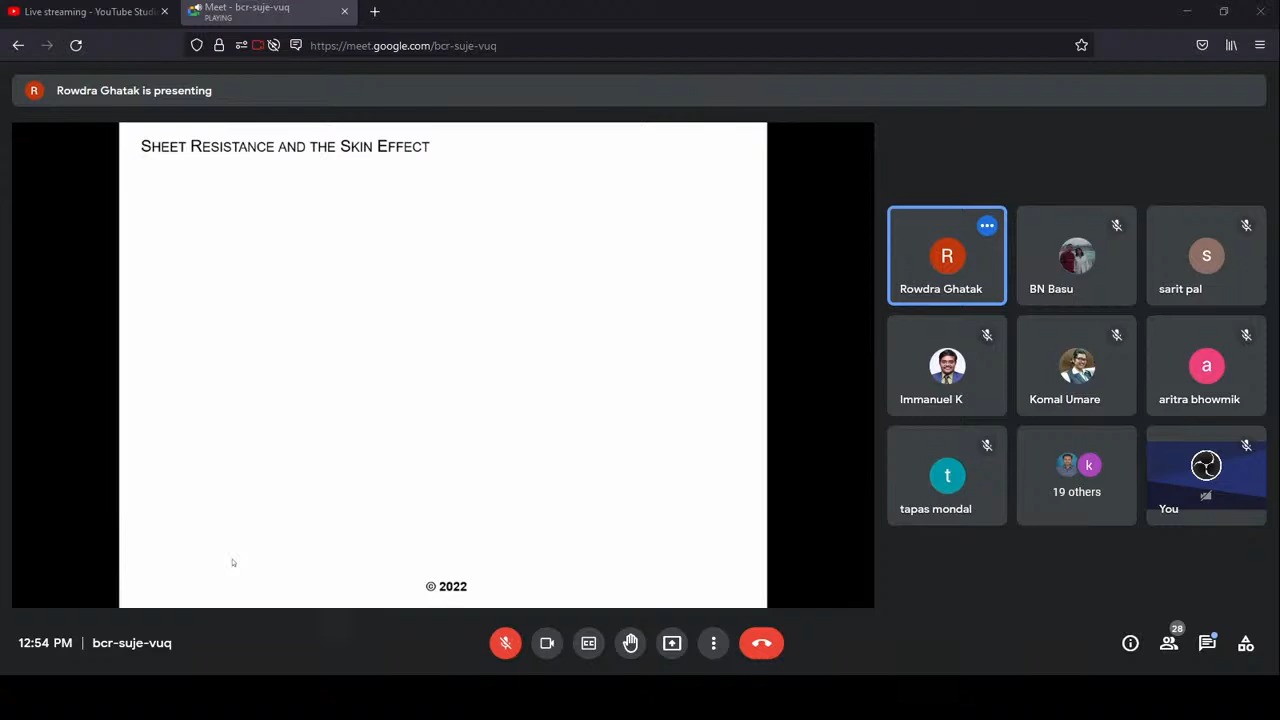 Live streaming - YouTube Studi
Meet - bcr-suje-vuq
PLAYING
https://meet.google.com/bcr-suje-vuq
R
Rowdra Ghatak is presenting
SHEET RESISTANCE AND THE SKIN EFFECT
© 2022
R
Rowdra Ghatak
BN Basu
s
sarit pal
Immanuel K
Komal Umare
a
aritra bhowmik
t
tapas mondal
k
19 others
You
12:54 PM | bcr-suje-vuq
28